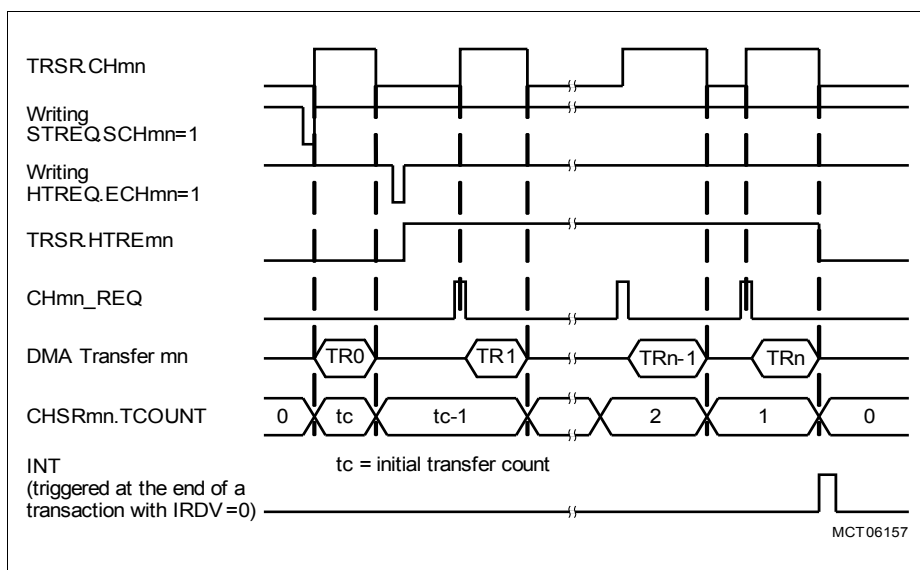 TRSR.CHmn
Writing
STREQ.SCHmn=1
Writing
HTREQ.ECHmn=1
TRSR.HTREmn
CHmn_REQ
DMA Transfer mn TR0 TR1 TRn-1 TRn
CHSRmn.TCOUNT 0 tc tc-1 2 1 0
INT tc = initial transfer count
(triggered at the end of a
transaction with IRDV=0)
MCT06157